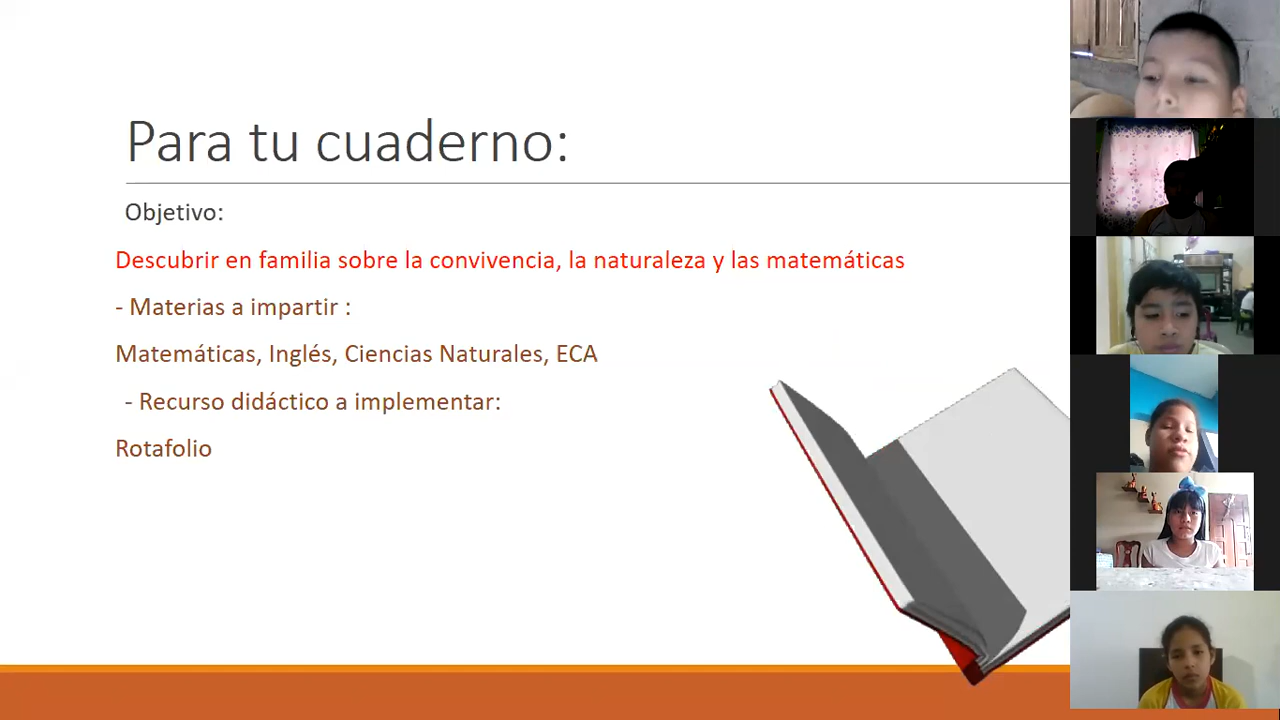 Para tu cuaderno:
Objetivo:
Descubrir en familia sobre la convivencia, la naturaleza y las matemáticas
- Materias a impartir :
Matemáticas, Inglés, Ciencias Naturales, ECA
- Recurso didáctico a implementar:
Rotafolio